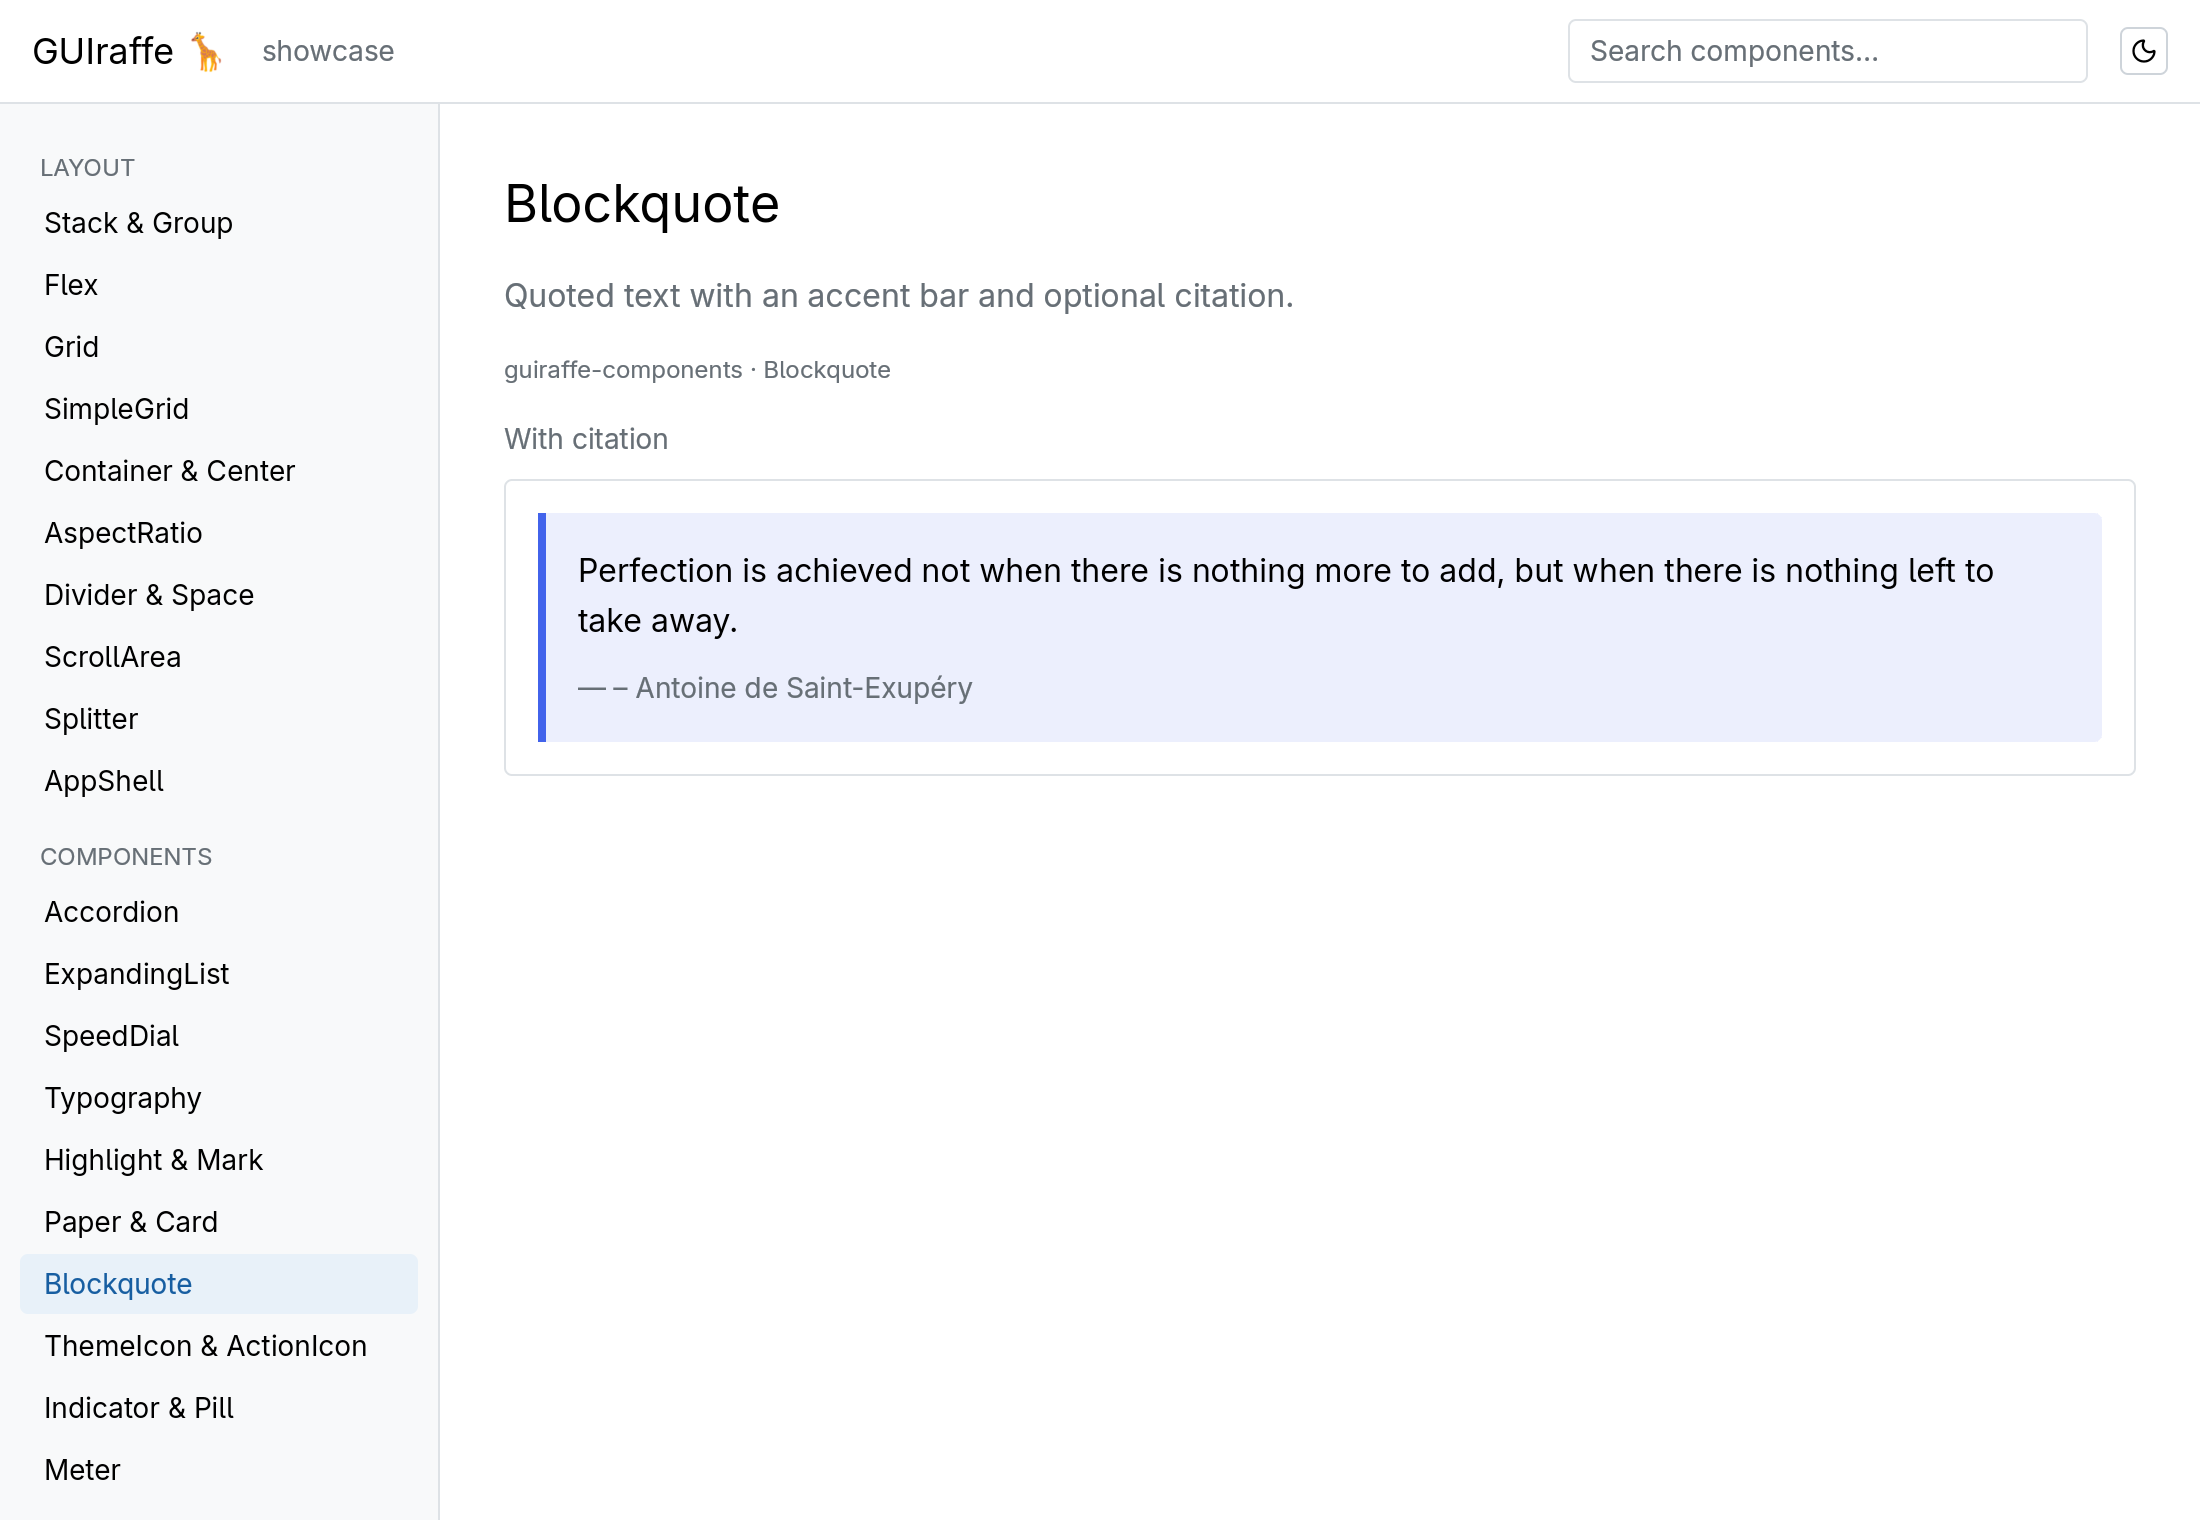 GUIraffe 🦒 showcase
Search components...
LAYOUT
Stack & Group
Flex
Grid
SimpleGrid
Container & Center
AspectRatio
Divider & Space
ScrollArea
Splitter
AppShell
COMPONENTS
Accordion
ExpandingList
SpeedDial
Typography
Highlight & Mark
Paper & Card
Blockquote
ThemeIcon & ActionIcon
Indicator & Pill
Meter
Blockquote
Quoted text with an accent bar and optional citation.
guiraffe-components · Blockquote
With citation
Perfection is achieved not when there is nothing more to add, but when there is nothing left to
take away.
— – Antoine de Saint-Exupéry